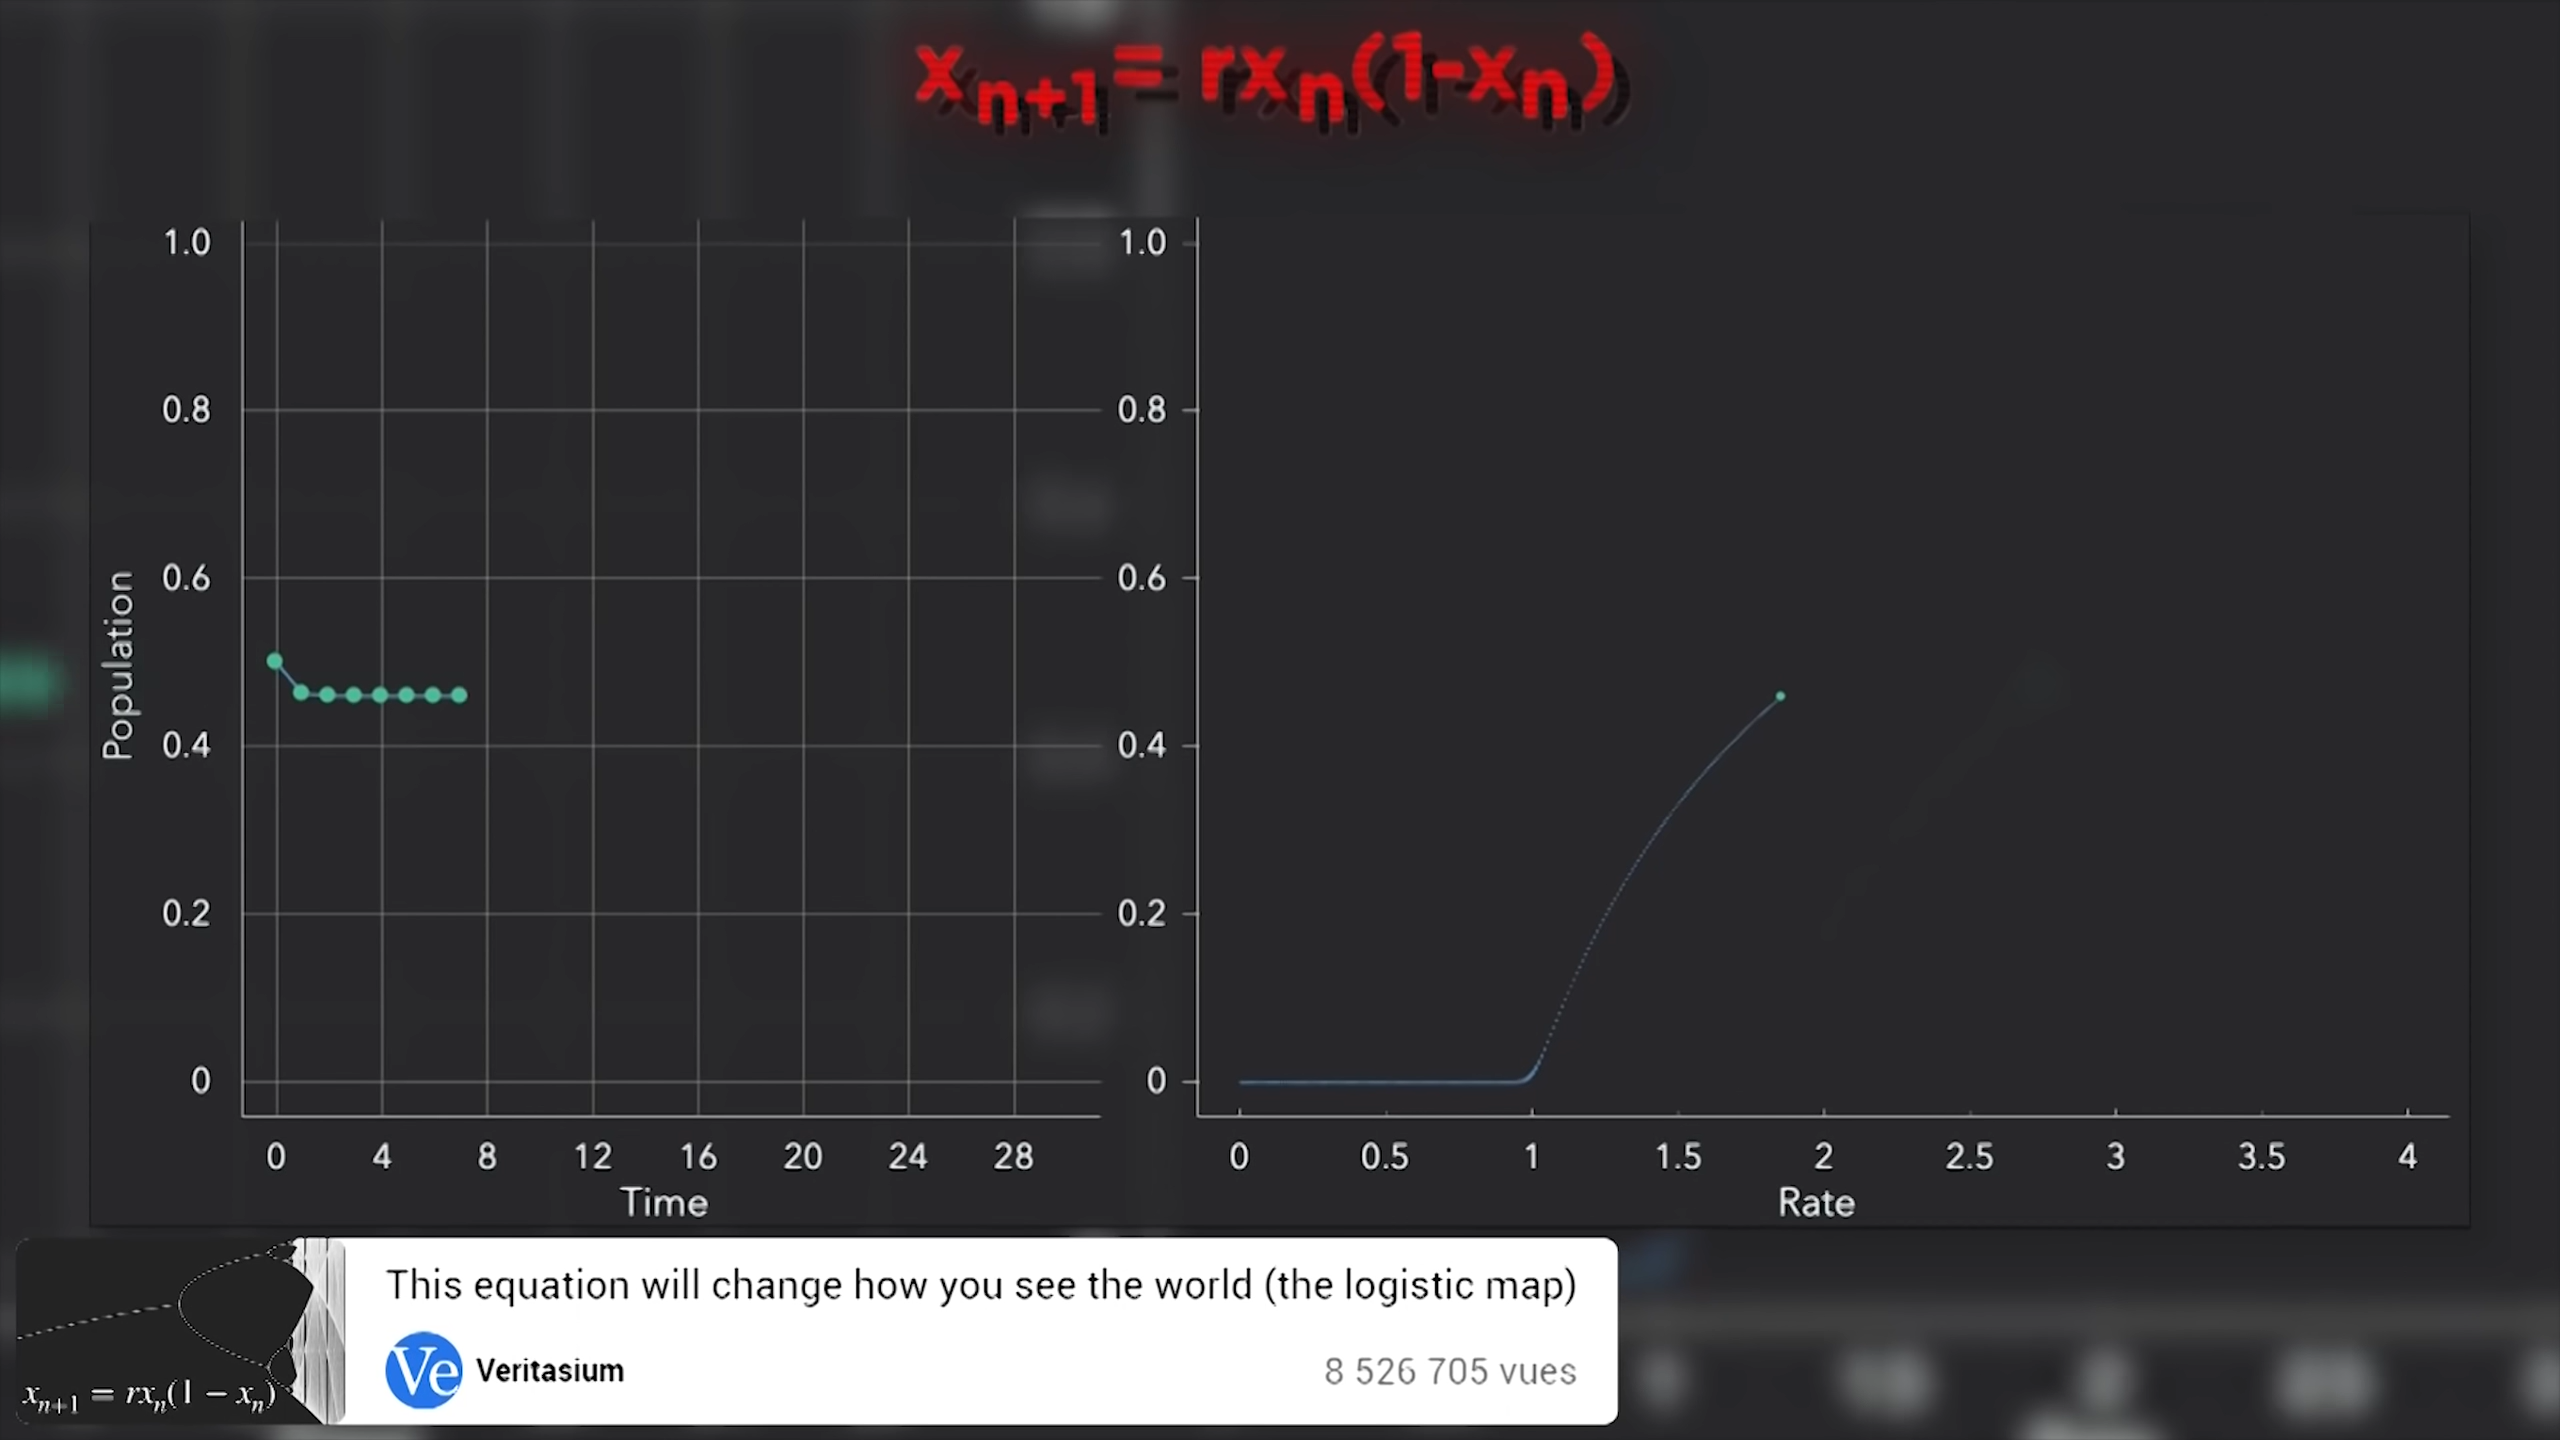 xn+1= rxn(1-xn)
1.0
0.8
0.6
0.4
0.2
0
Population
0 4 8 12 16 20 24 28
Time
1.0
0.8
0.6
0.4
0.2
0
0 0.5 1 1.5 2 2.5 3 3.5 4
Rate
xn+1 = rxn(1 − xn)
This equation will change how you see the world (the logistic map)
Ve Veritasium
8 526 705 vues